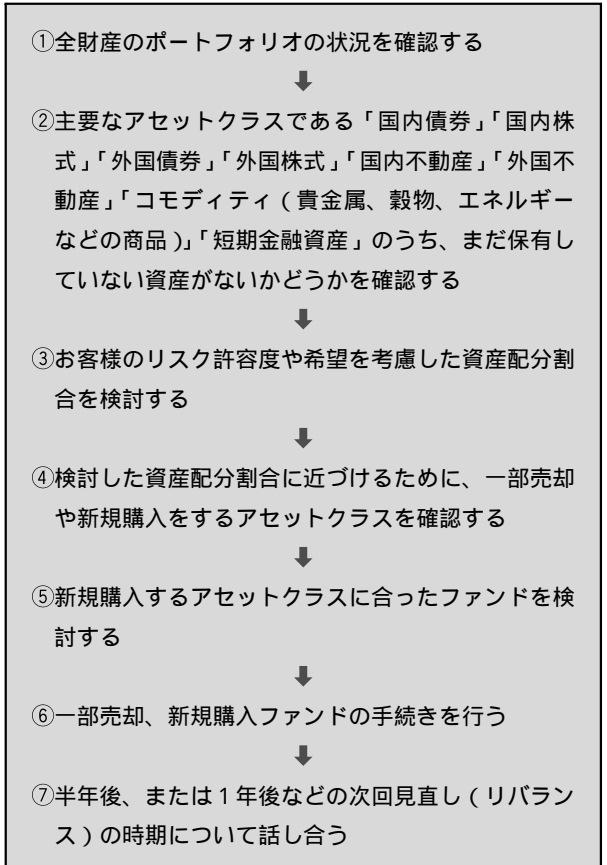 ①全財産のポートフォリオの状況を確認する
⬇
②主要なアセットクラスである「国内債券」「国内株
式」「外国債券」「外国株式」「国内不動産」「外国不
動産」「コモディティ(貴金属、穀物、エネルギー
などの商品)」「短期金融資産」のうち、まだ保有し
ていない資産がないかどうかを確認する
⬇
③お客様のリスク許容度や希望を考慮した資産配分割
合を検討する
⬇
④検討した資産配分割合に近づけるために、一部売却
や新規購入をするアセットクラスを確認する
⬇
⑤新規購入するアセットクラスに合ったファンドを検
討する
⬇
⑥一部売却、新規購入ファンドの手続きを行う
⬇
⑦半年後、または1年後などの次回見直し(リバラン
ス)の時期について話し合う